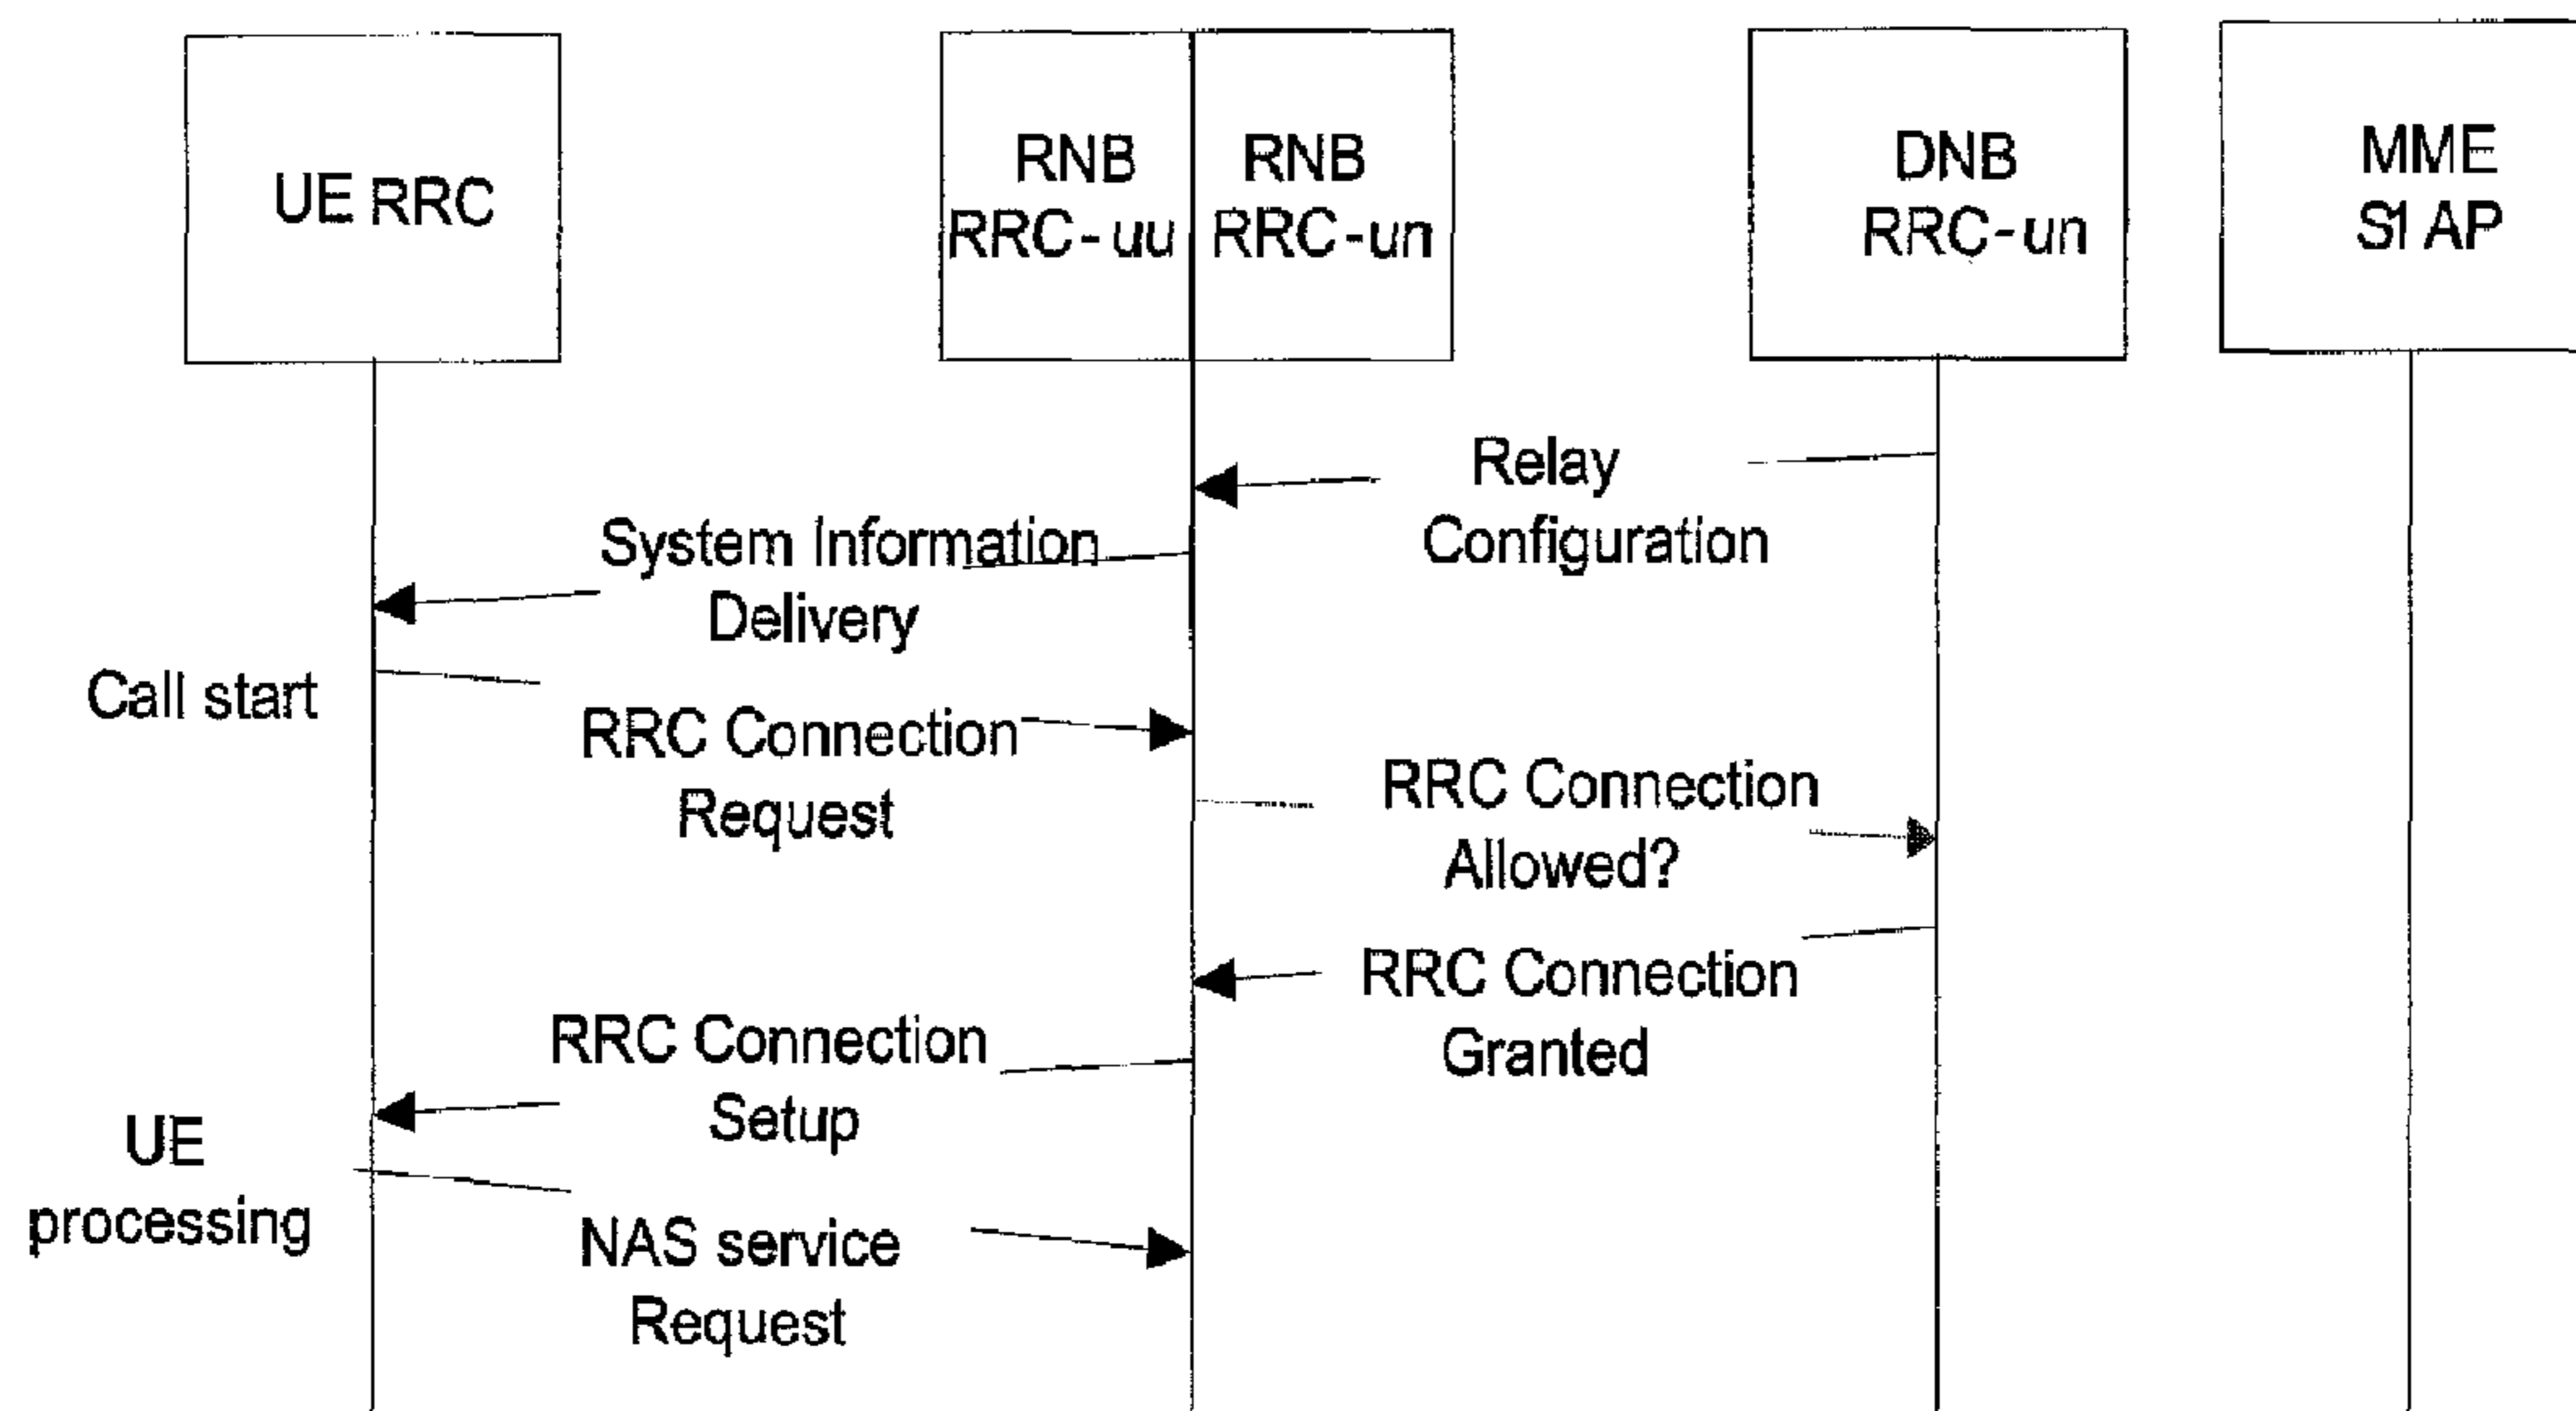 UE RRC
RNB
RRC-uu
RNB
RRC-un
DNB
RRC-un
MME
S1 AP
Relay
Configuration
System Information
Delivery
Call start
RRC Connection
Request
RRC Connection
Allowed?
RRC Connection
Granted
RRC Connection
Setup
UE
processing
NAS service
Request